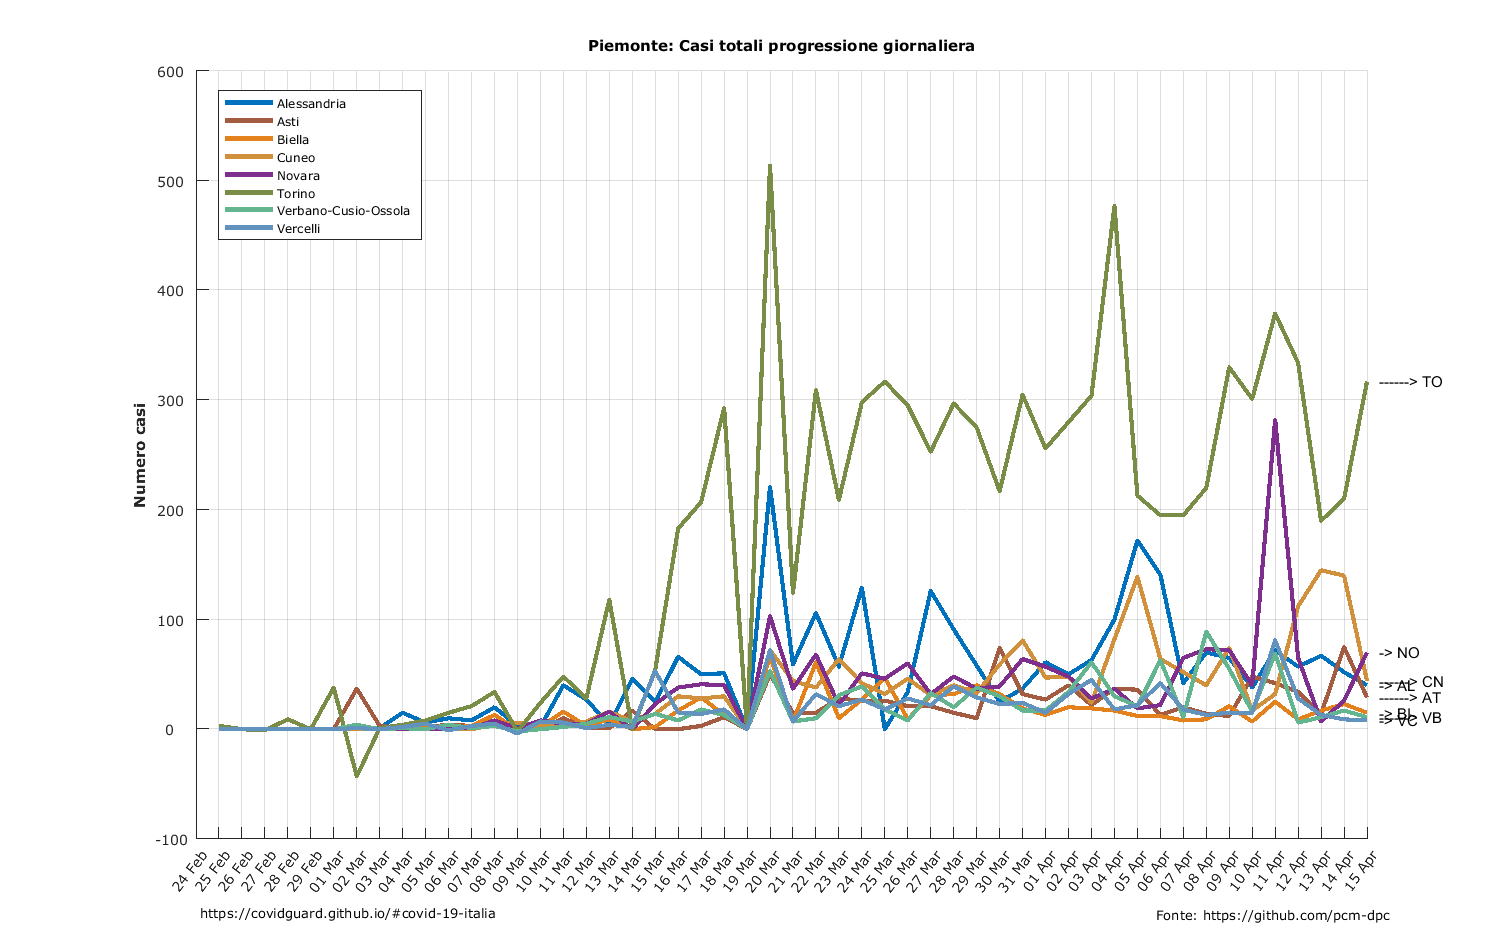 Piemonte: Casi totali progressione giornaliera
600
500
400
300
200
100
0
-100
Numero casi
Alessandria
Asti
Biella
Cuneo
Novara
Torino
Verbano-Cusio-Ossola
Vercelli
------> TO
-> NO
------> CN
-> AL
------> AT
-> BI
------> VB
-> VC
24 Feb
25 Feb
26 Feb
27 Feb
28 Feb
29 Feb
01 Mar
02 Mar
03 Mar
04 Mar
05 Mar
06 Mar
07 Mar
08 Mar
09 Mar
10 Mar
11 Mar
12 Mar
13 Mar
14 Mar
15 Mar
16 Mar
17 Mar
18 Mar
19 Mar
20 Mar
21 Mar
22 Mar
23 Mar
24 Mar
25 Mar
26 Mar
27 Mar
28 Mar
29 Mar
30 Mar
31 Mar
01 Apr
02 Apr
03 Apr
04 Apr
05 Apr
06 Apr
07 Apr
08 Apr
09 Apr
10 Apr
11 Apr
12 Apr
13 Apr
14 Apr
15 Apr
https://covidguard.github.io/#covid-19-italia
Fonte: https://github.com/pcm-dpc